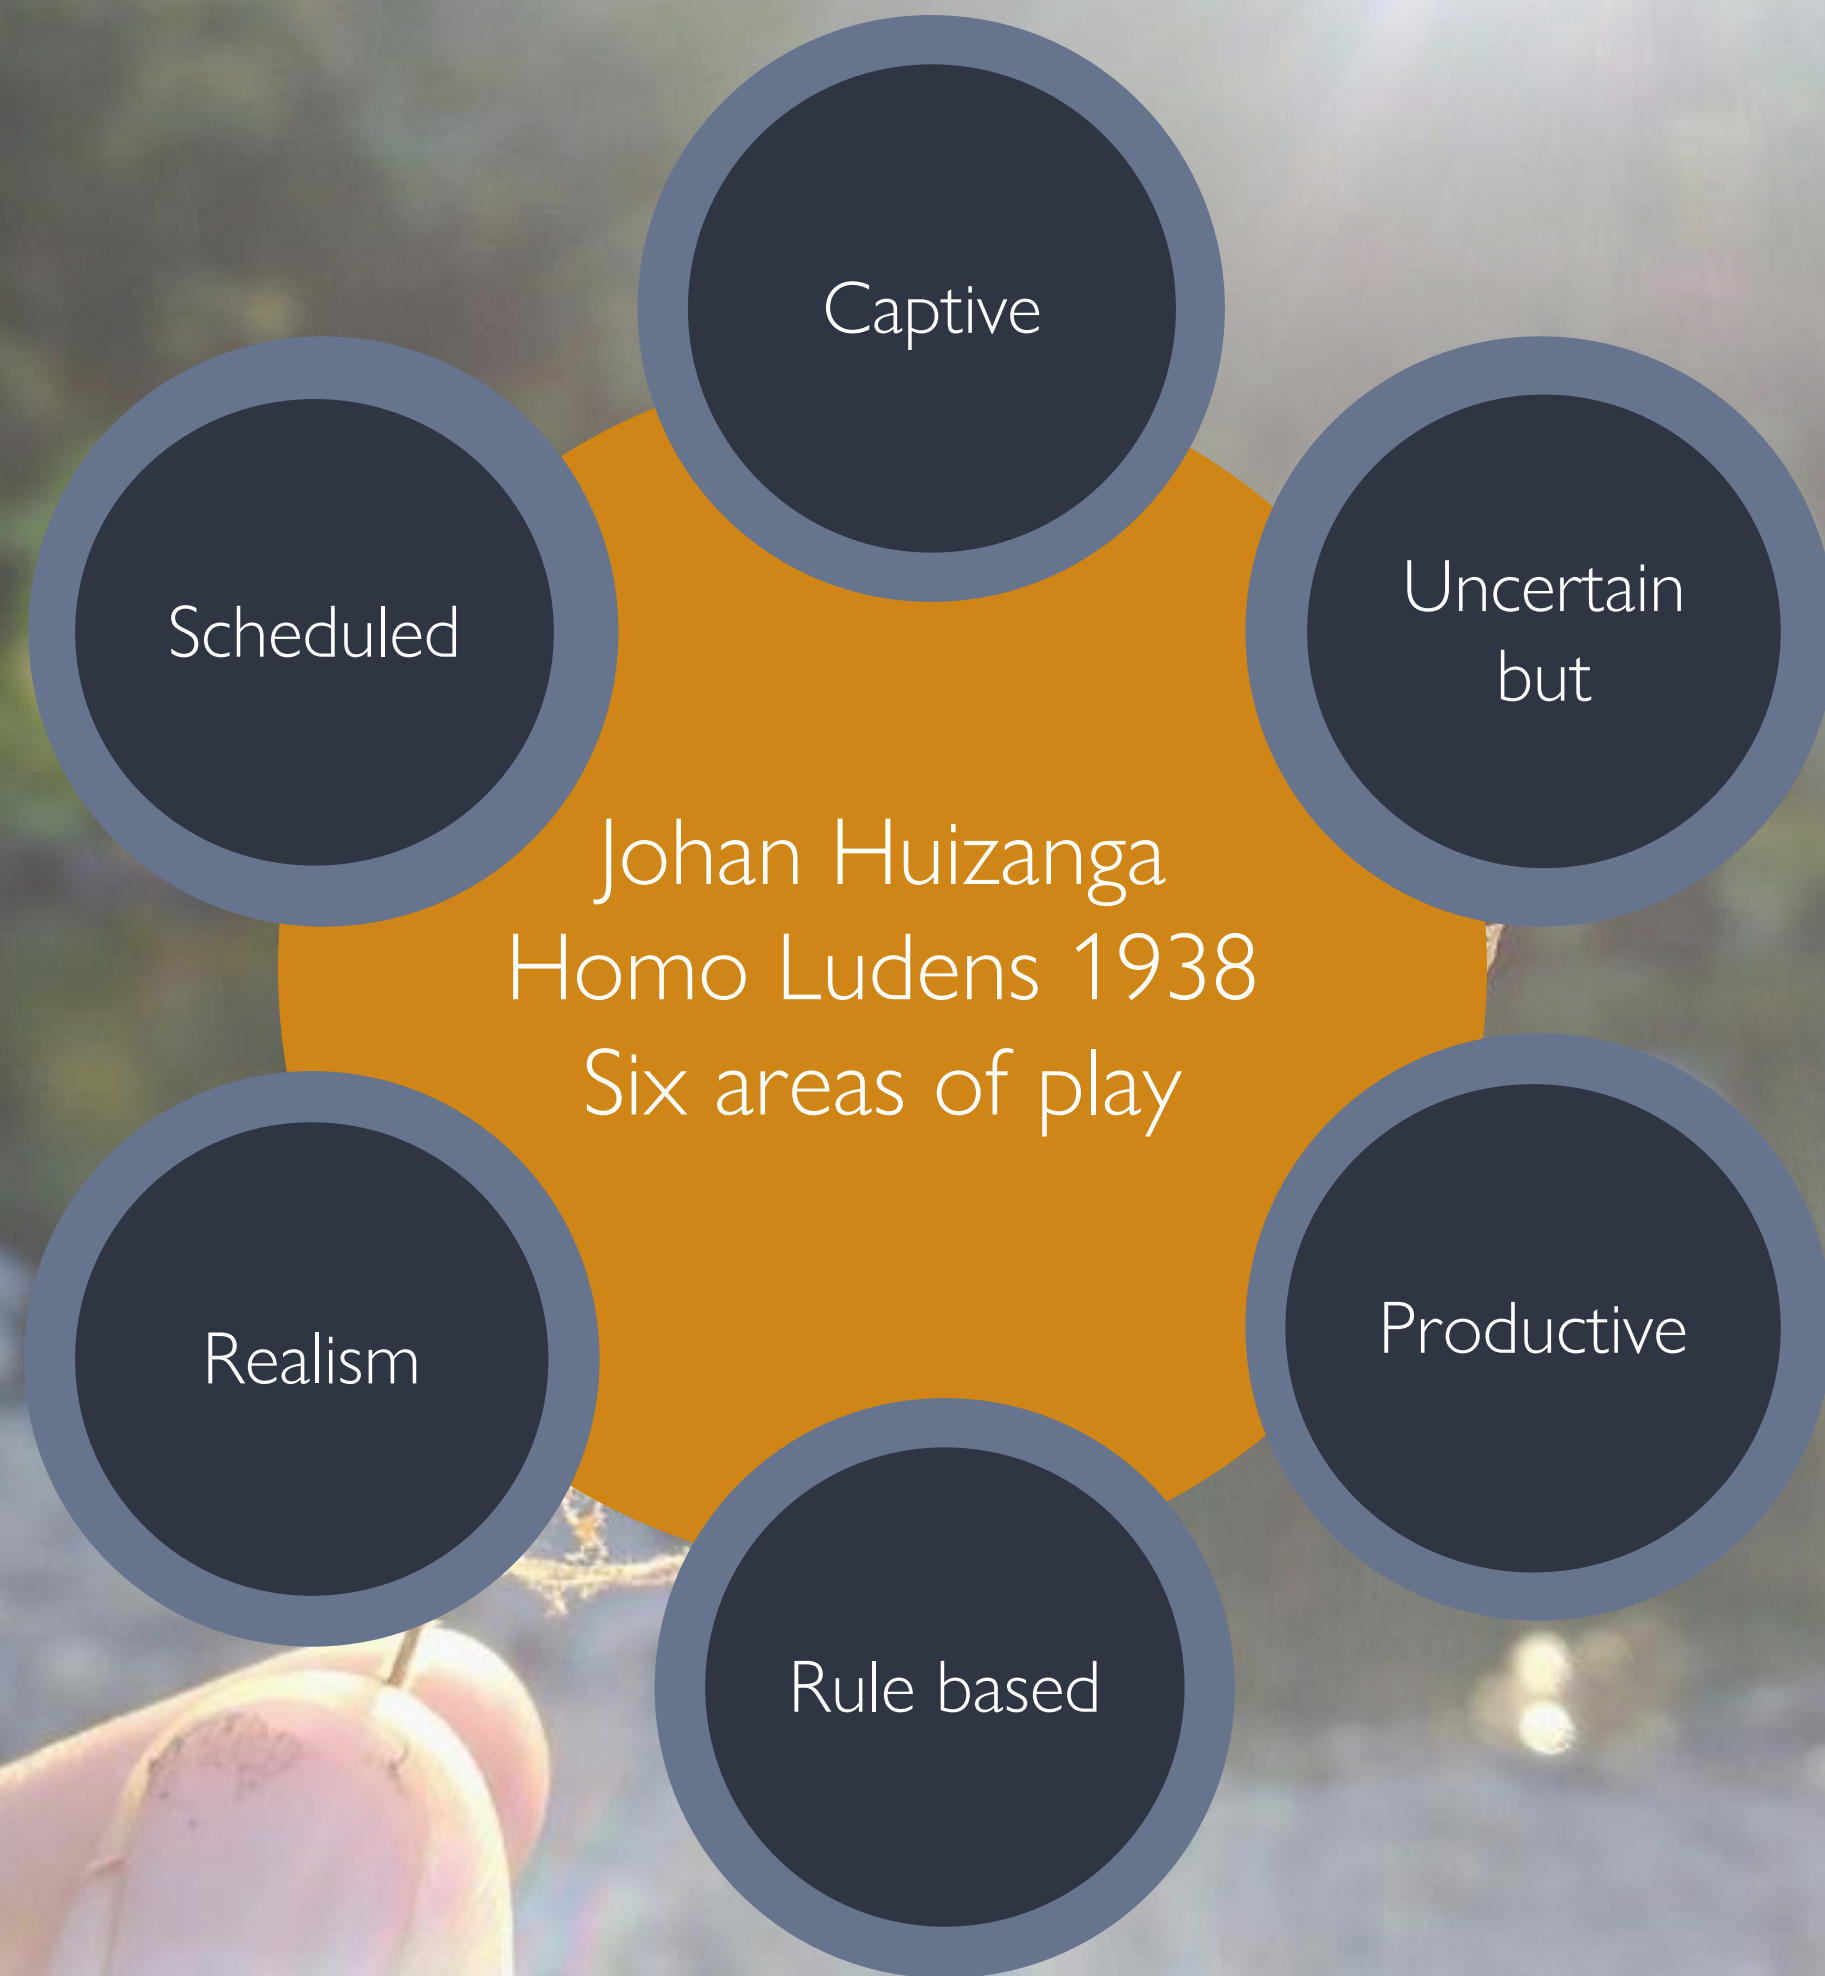 Captive
Scheduled
Uncertain
but
Johan Huizanga
Homo Ludens 1938
Six areas of play
Realism
Productive
Rule based